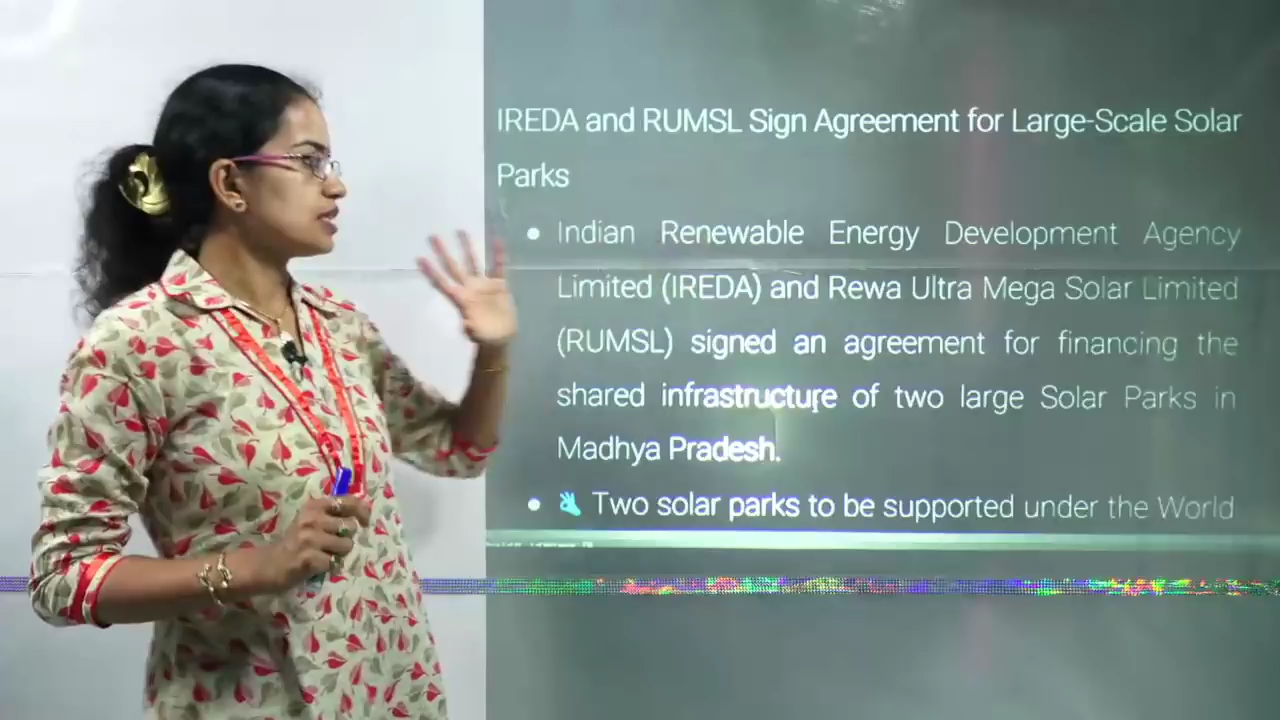 IREDA and RUMSL Sign Agreement for Large-Scale Solar
Parks
• Indian Renewable Energy Development Agency
Limited (IREDA) and Rewa Ultra Mega Solar Limited
(RUMSL) signed an agreement for financing the
shared infrastructure of two large Solar Parks in
Madhya Pradesh.
• 👌 Two solar parks to be supported under the World